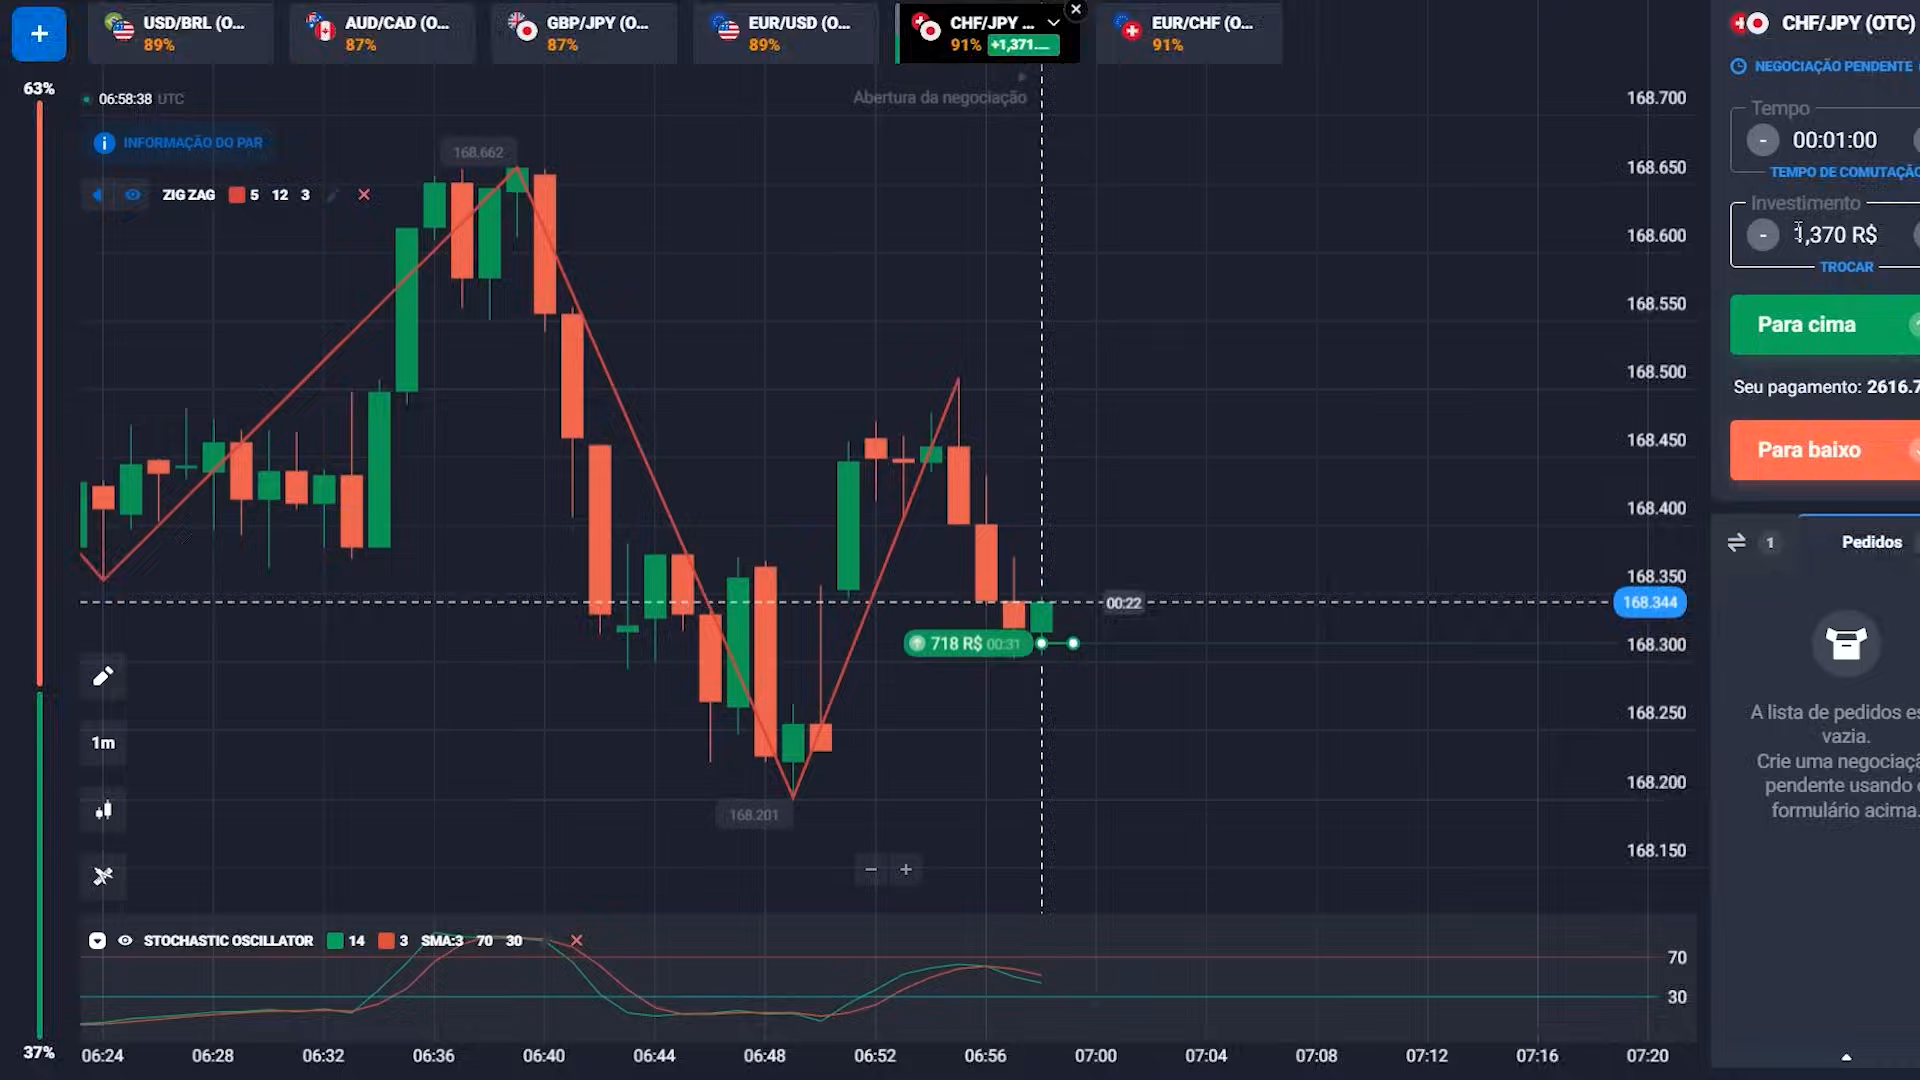 USD/BRL (O...
89%
AUD/CAD (O...
87%
GBP/JPY (O...
87%
EUR/USD (O...
89%
CHF/JPY ...
91% +1,371....
EUR/CHF (O...
91%
CHF/JPY (OTC)
NEGOCIAÇÃO PENDENTE
63%
06:58:38 UTC
Abertura da negociação
INFORMAÇÃO DO PAR
ZIG ZAG 5 12 3
168.662
168.201
168.700
168.650
168.600
168.550
168.500
168.450
168.400
168.350
168.344
168.300
168.250
168.200
168.150
00:22
718 R$ 00:31
Tempo
- 00:01:00
TEMPO DE COMUTAÇÃO
Investimento
- 1,370 R$
TROCAR
Para cima
Seu pagamento: 2616.7
Para baixo
1 Pedidos
A lista de pedidos es
vazia.
Crie uma negociaçã
pendente usando o
formulário acima.
1m
STOCHASTIC OSCILLATOR 14 3 SMA:3 70 30
70
30
37%
06:24 06:28 06:32 06:36 06:40 06:44 06:48 06:52 06:56 07:00 07:04 07:08 07:12 07:16 07:20